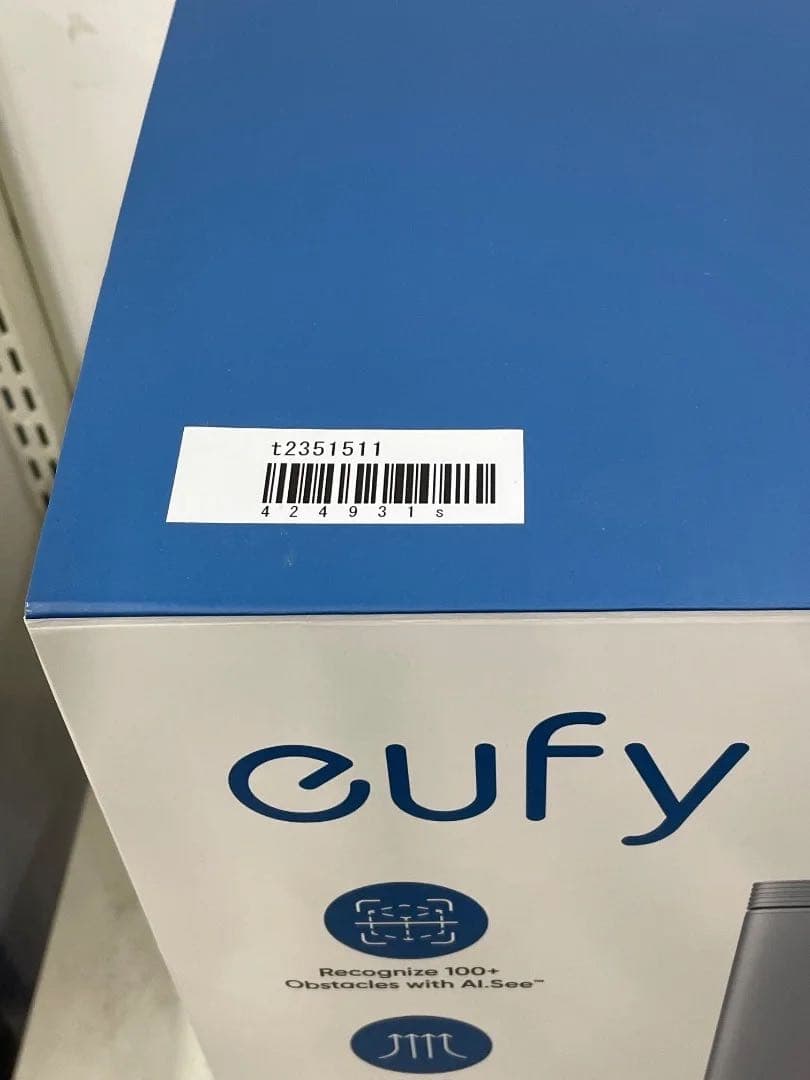 t2351511
424931s
eufy
Recognize 100+
Obstacles with AI.See™